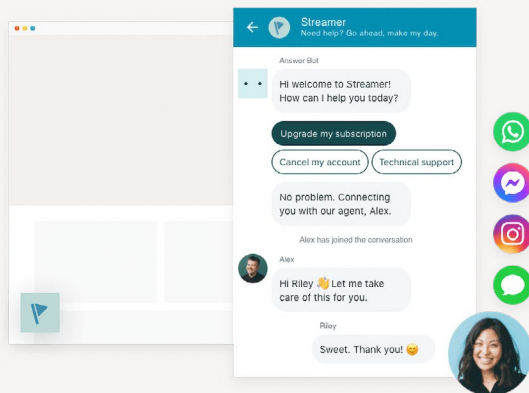 Streamer
Need help? Go ahead, make my day.
Answer Bot
Hi welcome to Streamer!
How can I help you today?
Upgrade my subscription
Cancel my account
Technical support
No problem. Connecting
you with our agent, Alex.
Alex has joined the conversation
Alex
Hi Riley 👋 Let me take
care of this for you.
Riley
Sweet. Thank you! 😊